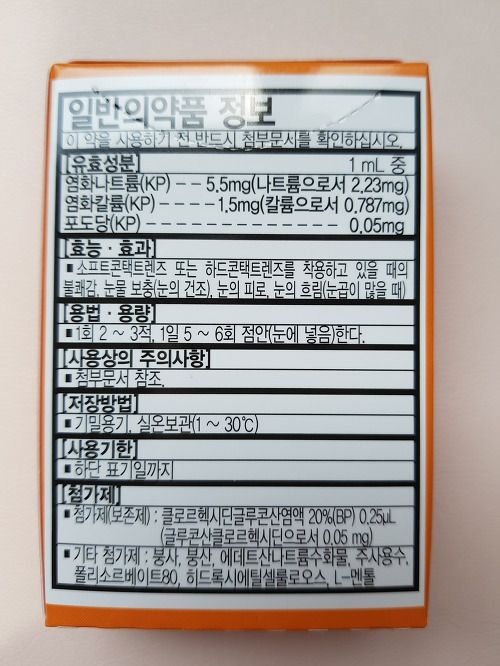 일반의약품 정보
이 약을 사용하기 전 반드시 첨부문서를 확인하십시오.
[유효성분] 1 mL 중
염화나트륨(KP) -- 5.5mg(나트륨으로서 2.23mg)
염화칼륨(KP) ----- 1.5mg(칼륨으로서 0.787mg)
포도당(KP) - - - - - - - - - - - - - - 0.05mg
[효능·효과]
▪소프트콘택트렌즈 또는 하드콘택트렌즈를 착용하고 있을 때의
불쾌감, 눈물 보충(눈의 건조), 눈의 피로, 눈의 흐림(눈곱이 많을 때)
[용법·용량]
▪1회 2 ~ 3적, 1일 5 ~ 6회 점안(눈에 넣음)한다.
[사용상의 주의사항]
▪첨부문서 참조.
[저장방법]
▪기밀용기, 실온보관(1 ~ 30℃)
[사용기한]
▪하단 표기일까지
[첨가제]
▪첨가제(보존제) : 클로르헥시딘글루콘산염액 20%(BP) 0.25μL
(글루콘산클로르헥시딘으로서 0.05 mg)
▪기타 첨가제 : 붕사, 붕산, 에데트산나트륨수화물, 주사용수,
폴리소르베이트80, 히드록시에틸셀룰로오스, L-멘톨